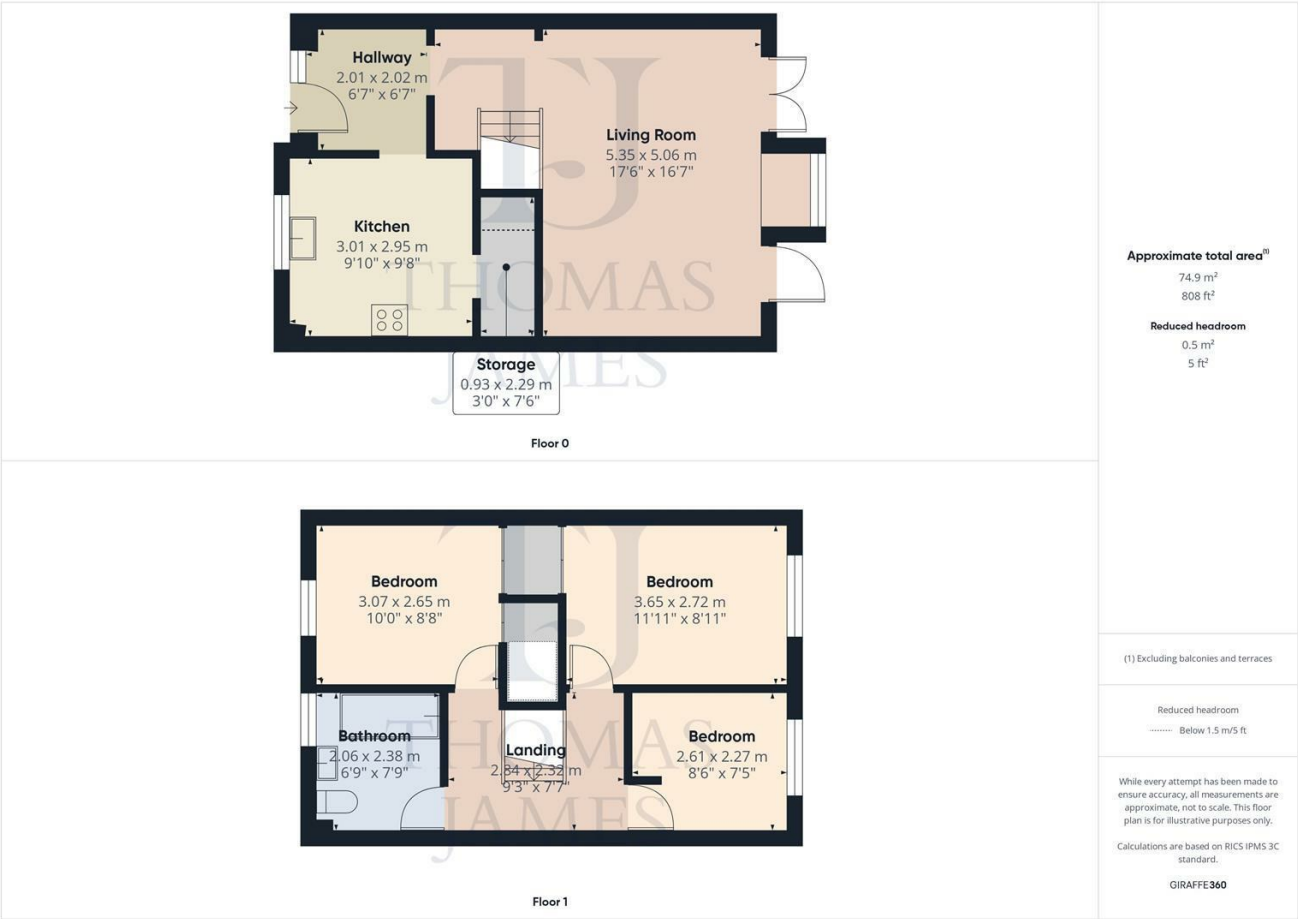 Hallway
2.01 x 2.02 m
6'7" x 6'7"
Living Room
5.35 x 5.06 m
17'6" x 16'7"
Kitchen
3.01 x 2.95 m
9'10" x 9'8"
TJ
THOMAS
JAMES
Storage
0.93 x 2.29 m
3'0" x 7'6"
Floor 0
Bedroom
3.07 x 2.65 m
10'0" x 8'8"
Bedroom
3.65 x 2.72 m
11'11" x 8'11"
Bathroom
2.06 x 2.38 m
6'9" x 7'9"
Landing
2.84 x 2.32 m
9'3" x 7'7"
Bedroom
2.61 x 2.27 m
8'6" x 7'5"
TJ
THOMAS
JAMES
Floor 1
Approximate total area(1)
74.9 m²
808 ft²
Reduced headroom
0.5 m²
5 ft²
(1) Excluding balconies and terraces
Reduced headroom
Below 1.5 m/5 ft
While every attempt has been made to
ensure accuracy, all measurements are
approximate, not to scale. This floor
plan is for illustrative purposes only.
Calculations are based on RICS IPMS 3C
standard.
GIRAFFE360